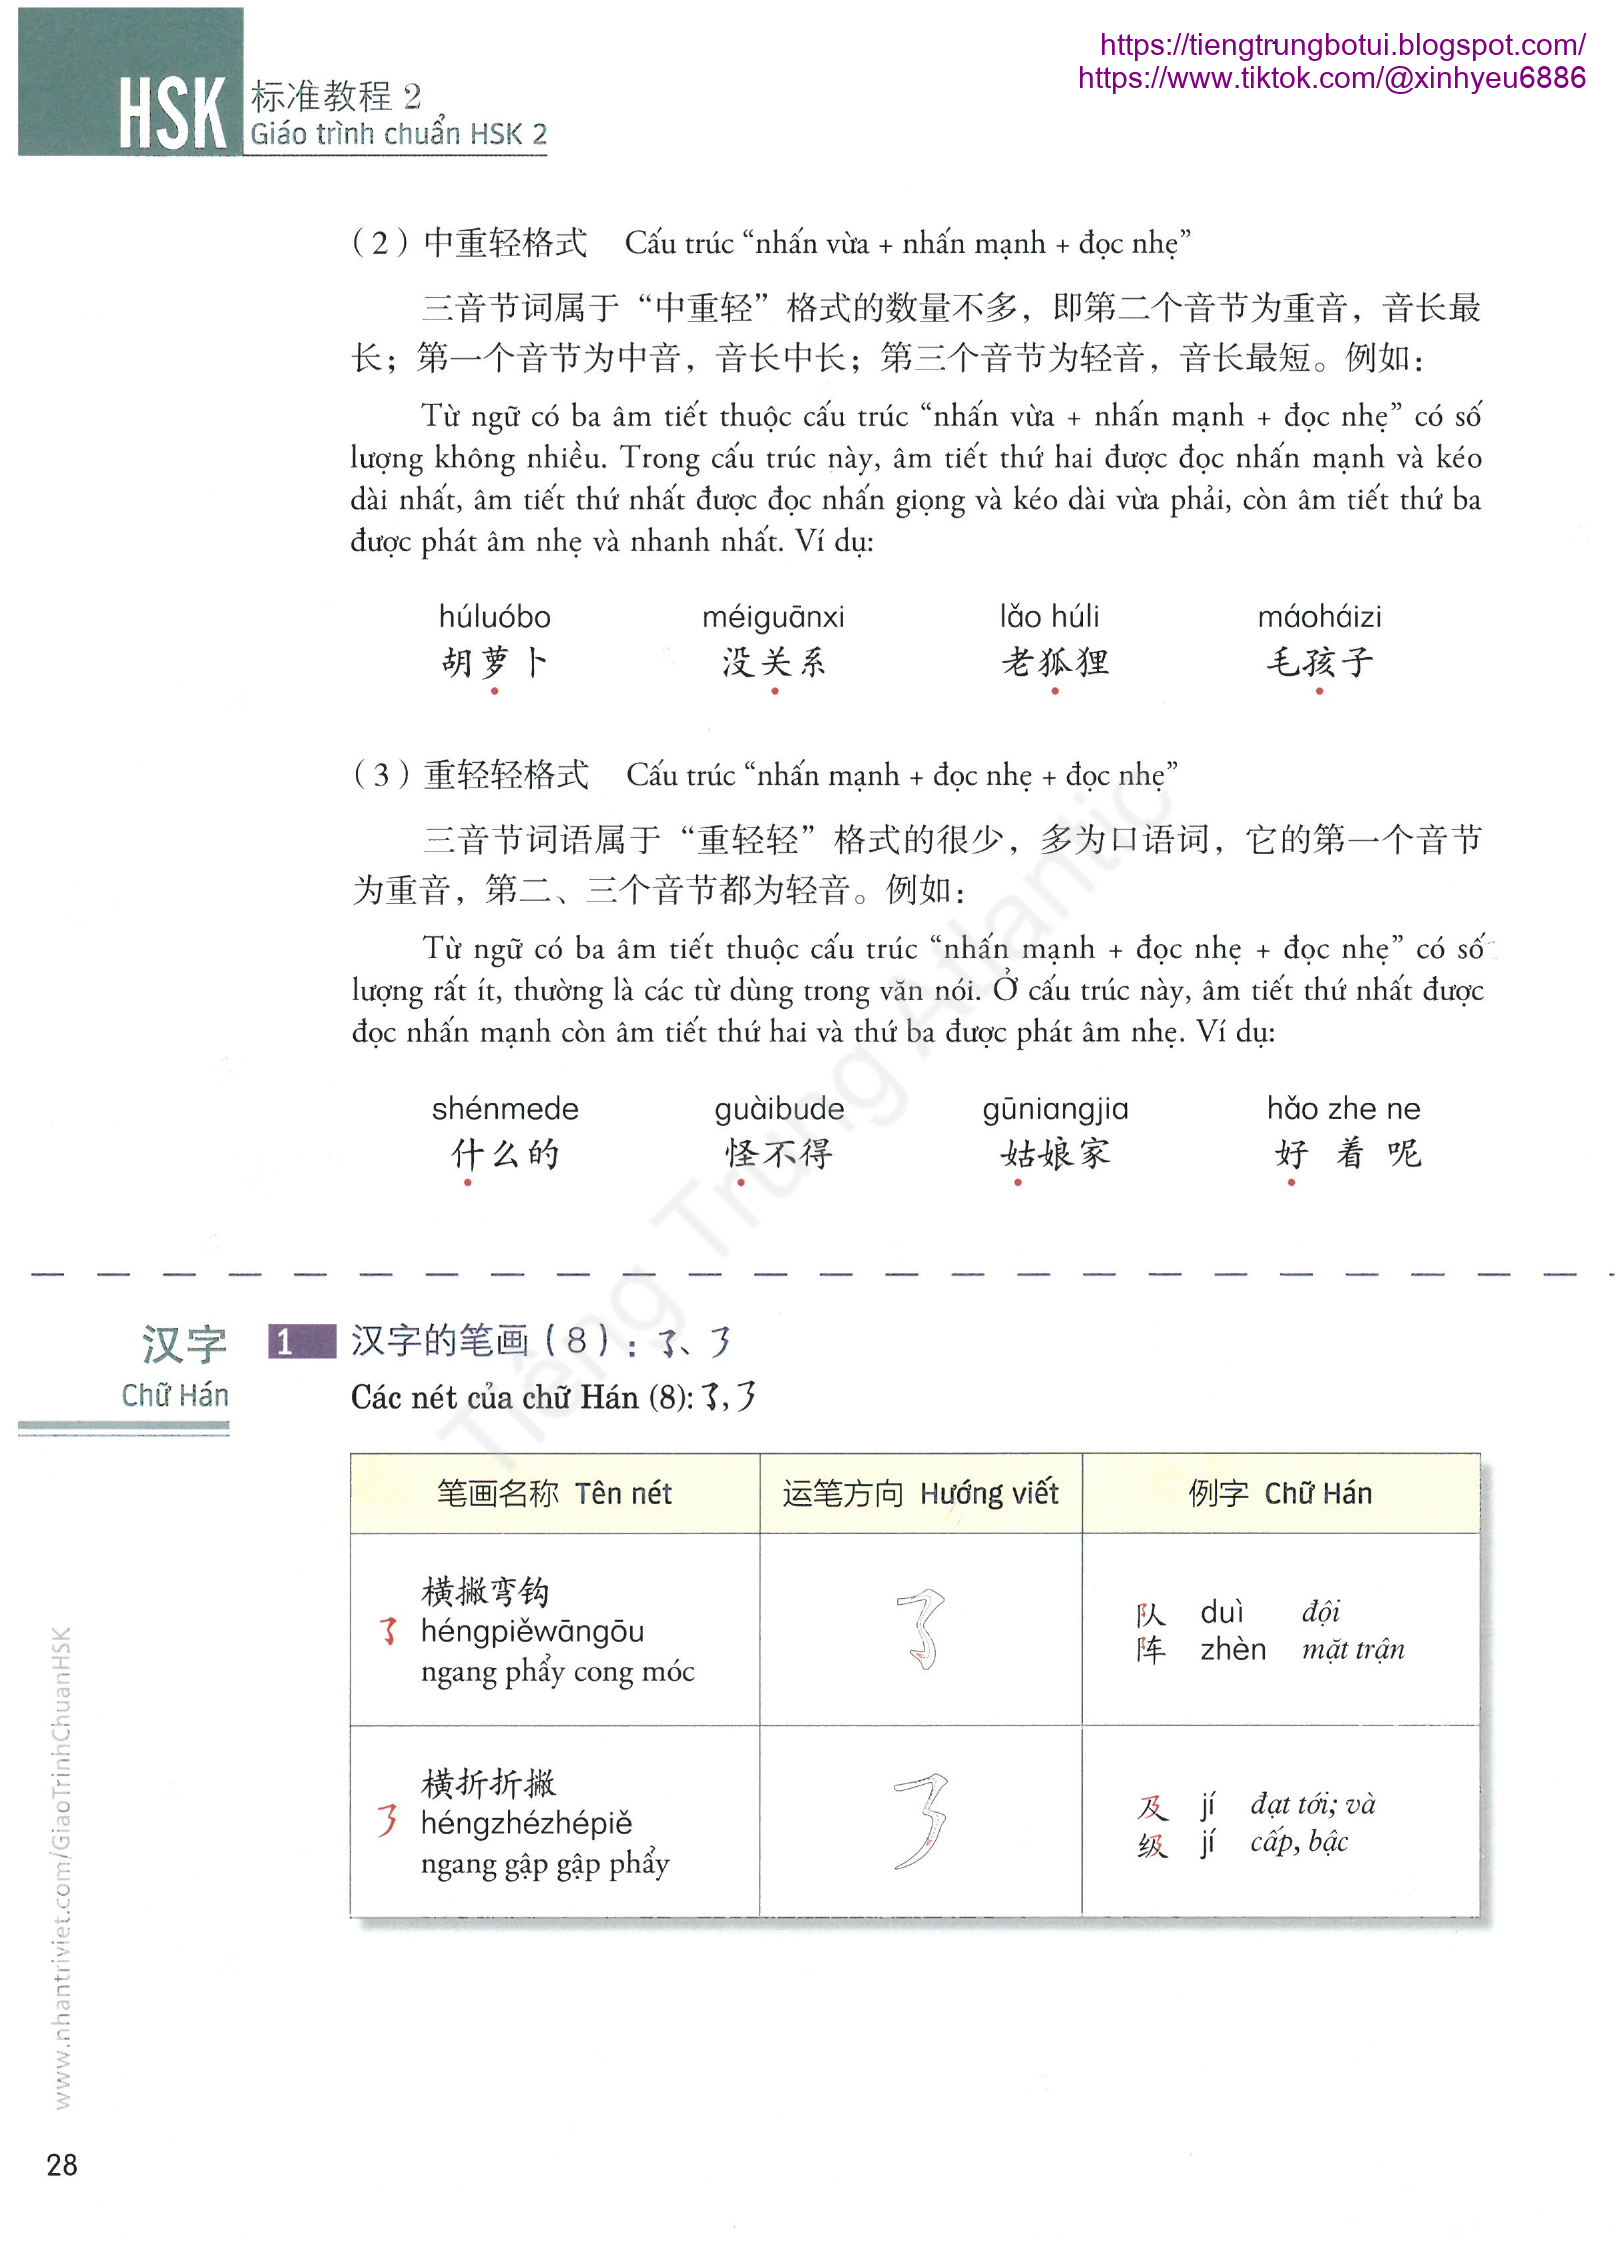 https://tiengtrungbotui.blogspot.com/
https://www.tiktok.com/@xinhyeu6886
HSK 标准教程 2
Giáo trình chuẩn HSK 2
（2）中重轻格式 Cấu trúc “nhấn vừa + nhấn mạnh + đọc nhẹ”
三音节词属于“中重轻”格式的数量不多，即第二个音节为重音，音长最
长；第一个音节为中音，音长中长；第三个音节为轻音，音长最短。例如：
Từ ngữ có ba âm tiết thuộc cấu trúc “nhấn vừa + nhấn mạnh + đọc nhẹ” có số
lượng không nhiều. Trong cấu trúc này, âm tiết thứ hai được đọc nhấn mạnh và kéo
dài nhất, âm tiết thứ nhất được đọc nhấn giọng và kéo dài vừa phải, còn âm tiết thứ ba
được phát âm nhẹ và nhanh nhất. Ví dụ:
húluóbo méiguānxi lǎo húli máoháizi
胡萝卜 没关系 老狐狸 毛孩子
（3）重轻轻格式 Cấu trúc “nhấn mạnh + đọc nhẹ + đọc nhẹ”
三音节词语属于“重轻轻”格式的很少，多为口语词，它的第一个音节
为重音，第二、三个音节都为轻音。例如：
Từ ngữ có ba âm tiết thuộc cấu trúc “nhấn mạnh + đọc nhẹ + đọc nhẹ” có số
lượng rất ít, thường là các từ dùng trong văn nói. Ở cấu trúc này, âm tiết thứ nhất được
đọc nhấn mạnh còn âm tiết thứ hai và thứ ba được phát âm nhẹ. Ví dụ:
shénmede guàibude gūniangjia hǎo zhe ne
什么的 怪不得 姑娘家 好着呢
Tiếng Trung Atlantic
汉字
Chữ Hán
1 汉字的笔画（8）：㇌、㇋
Các nét của chữ Hán (8): ㇌, ㇋
笔画名称 Tên nét 运笔方向 Hướng viết 例字 Chữ Hán
横撇弯钩
㇌ héngpiěwāngōu
ngang phẩy cong móc
队 duì đội
阵 zhèn mặt trận
横折折撇
㇋ héngzhézhépiě
ngang gập gập phẩy
及 jí đạt tới; và
级 jí cấp, bậc
www.nhantriviet.com/GiaoTrinhChuanHSK
28